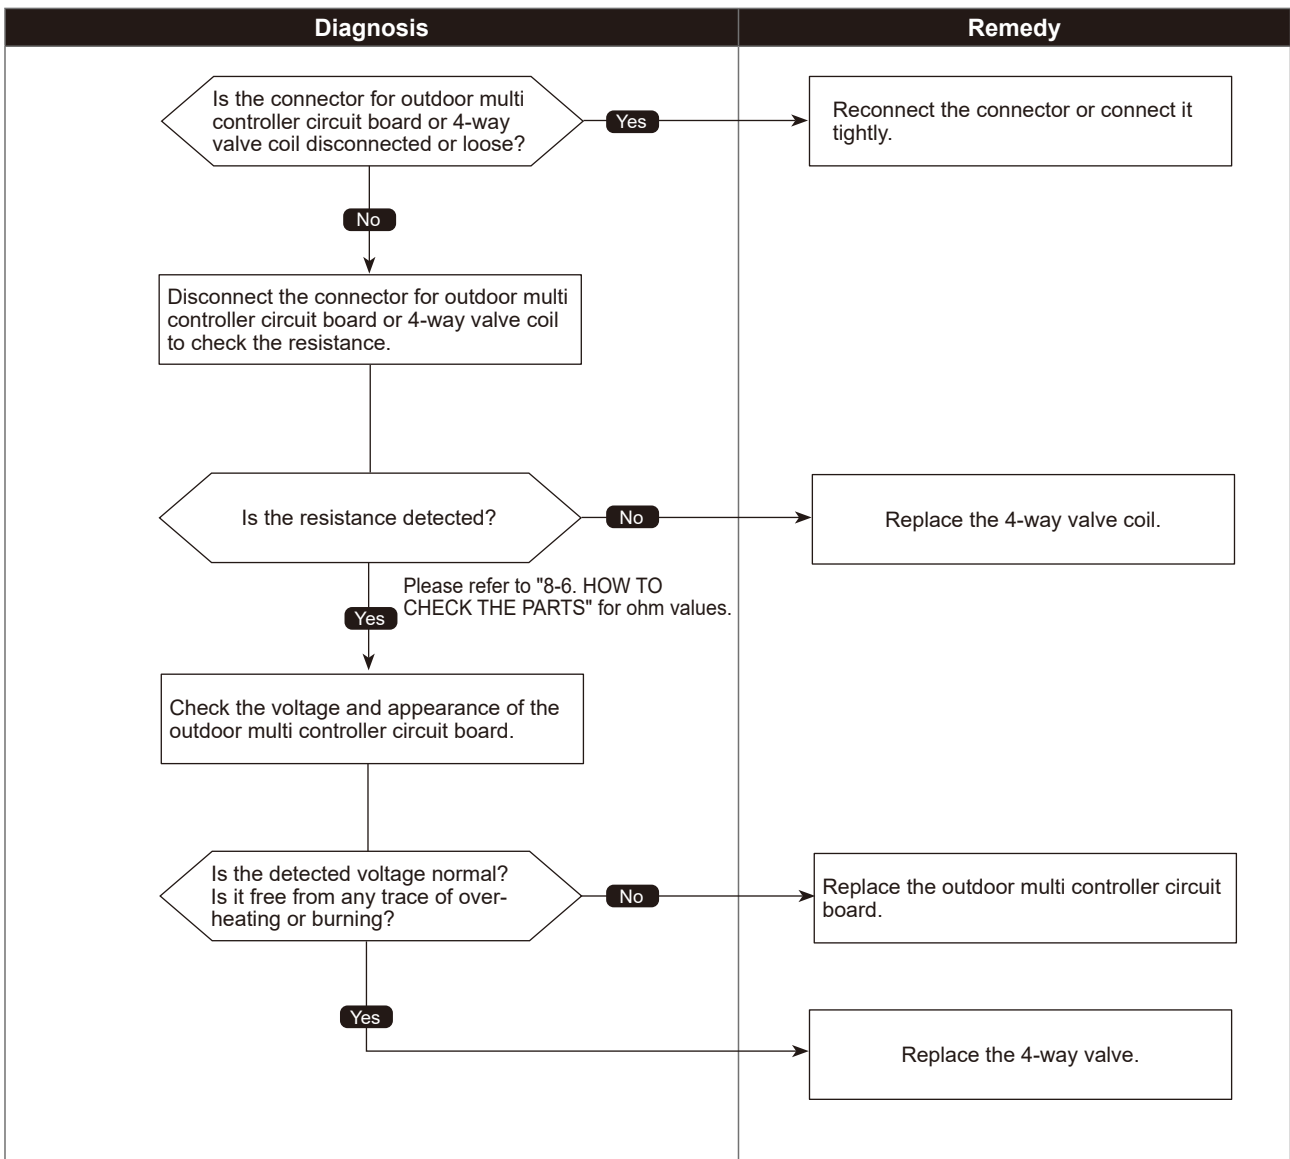 Diagnosis
Remedy
Is the connector for outdoor multi
controller circuit board or 4-way
valve coil disconnected or loose?
Yes
Reconnect the connector or connect it
tightly.
No
Disconnect the connector for outdoor multi
controller circuit board or 4-way valve coil
to check the resistance.
Is the resistance detected?
No
Replace the 4-way valve coil.
Please refer to "8-6. HOW TO
CHECK THE PARTS" for ohm values.
Yes
Check the voltage and appearance of the
outdoor multi controller circuit board.
Is the detected voltage normal?
Is it free from any trace of over-
heating or burning?
No
Replace the outdoor multi controller circuit
board.
Yes
Replace the 4-way valve.